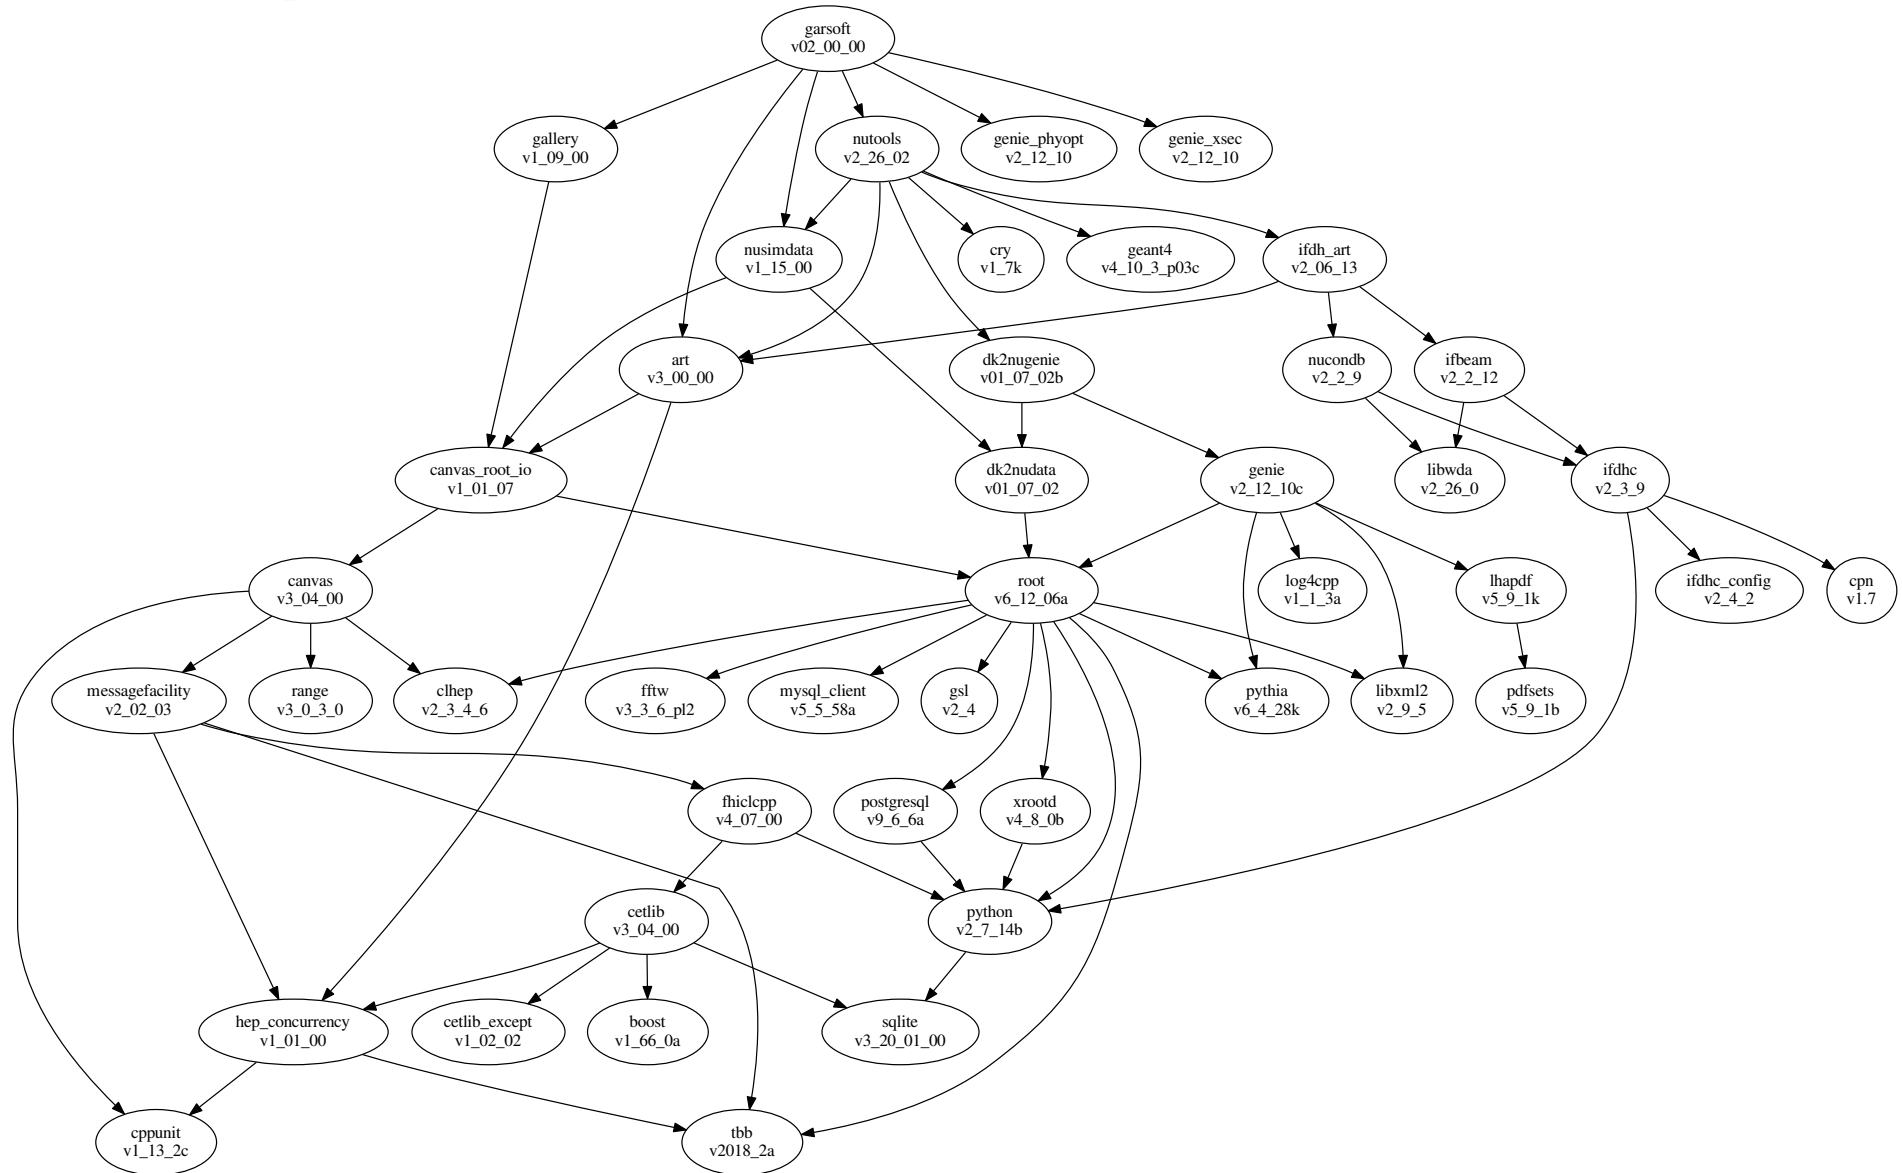 garsoft
v02_00_00
gallery
v1_09_00
nutools
v2_26_02
genie_phyopt
v2_12_10
genie_xsec
v2_12_10
nusimdata
v1_15_00
cry
v1_7k
geant4
v4_10_3_p03c
ifdh_art
v2_06_13
art
v3_00_00
dk2nugenie
v01_07_02b
nucondb
v2_2_9
ifbeam
v2_2_12
canvas_root_io
v1_01_07
dk2nudata
v01_07_02
genie
v2_12_10c
libwda
v2_26_0
ifdhc
v2_3_9
canvas
v3_04_00
root
v6_12_06a
log4cpp
v1_1_3a
lhapdf
v5_9_1k
ifdhc_config
v2_4_2
cpn
v1.7
messagefacility
v2_02_03
range
v3_0_3_0
clhep
v2_3_4_6
fftw
v3_3_6_pl2
mysql_client
v5_5_58a
gsl
v2_4
pythia
v6_4_28k
libxml2
v2_9_5
pdfsets
v5_9_1b
fhiclcpp
v4_07_00
postgresql
v9_6_6a
xrootd
v4_8_0b
cetlib
v3_04_00
python
v2_7_14b
hep_concurrency
v1_01_00
cetlib_except
v1_02_02
boost
v1_66_0a
sqlite
v3_20_01_00
cppunit
v1_13_2c
tbb
v2018_2a